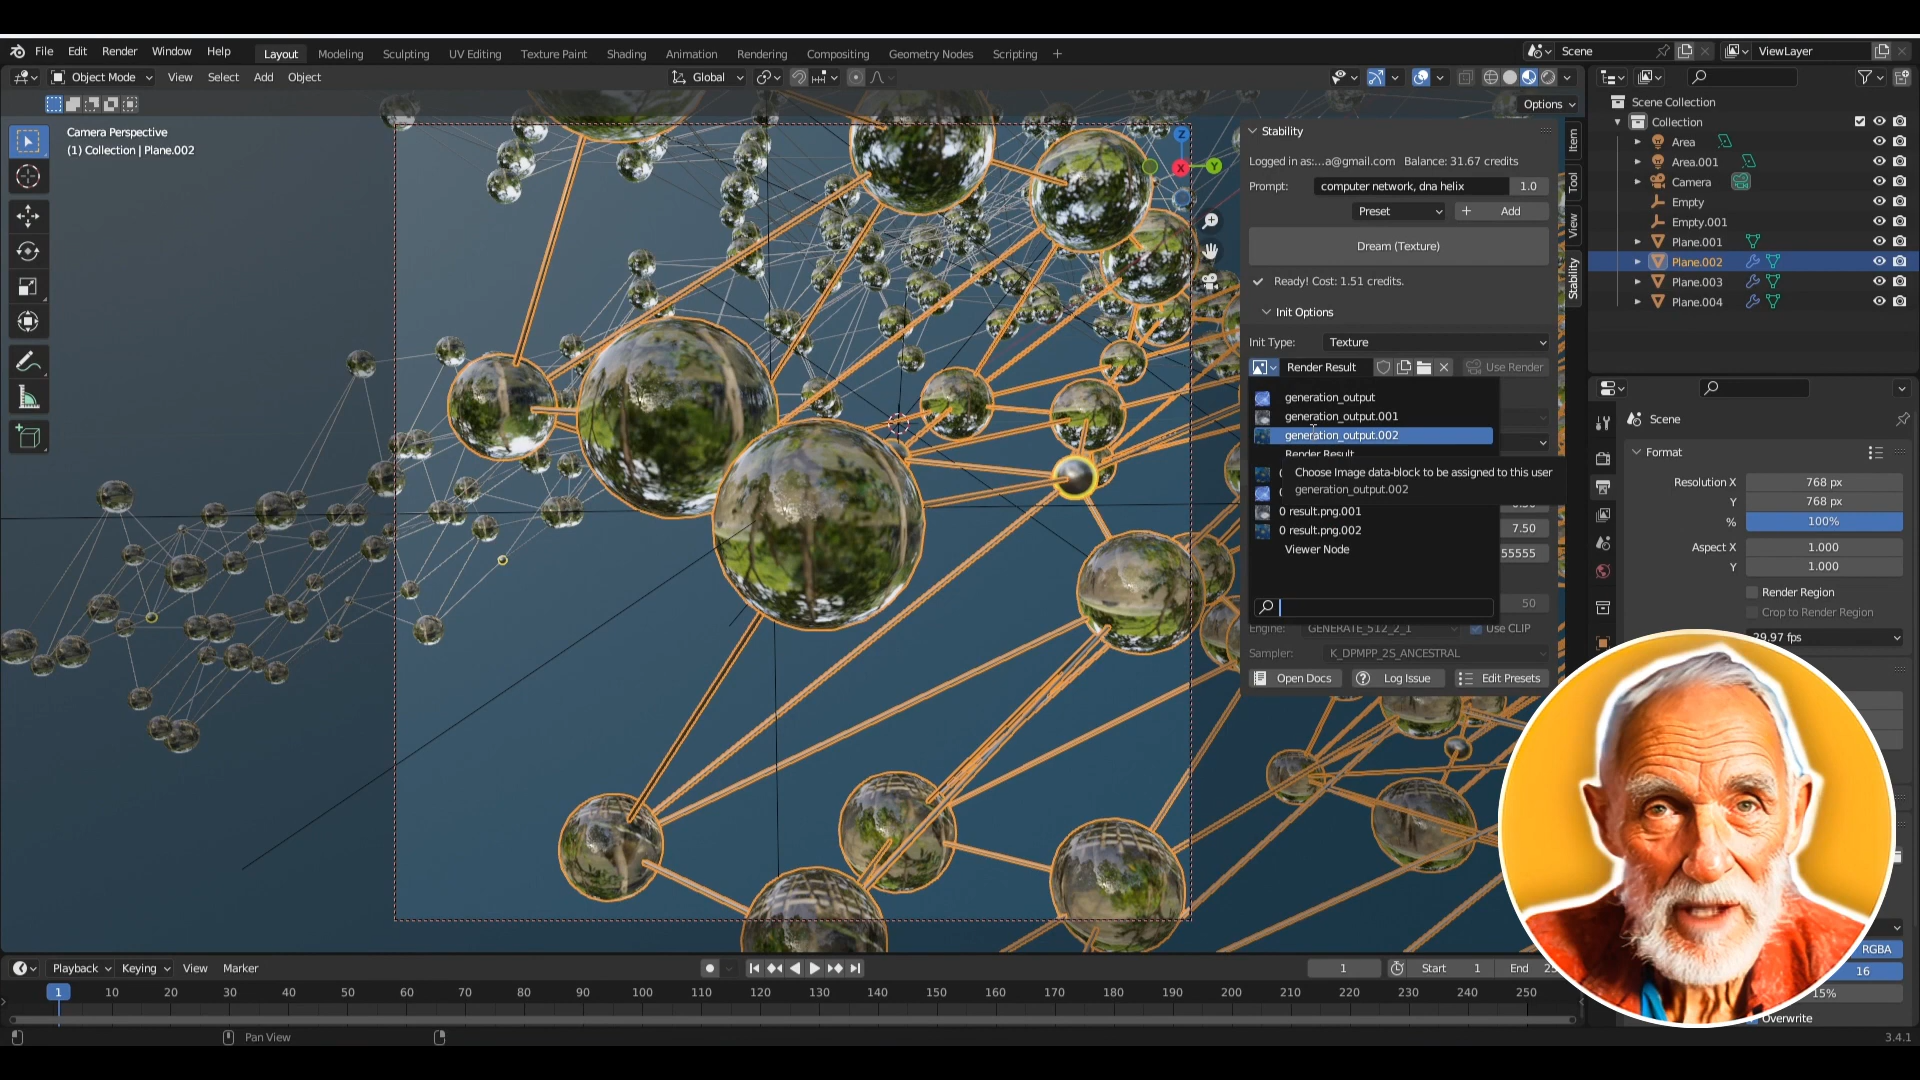 File Edit Render Window Help Layout Modeling Sculpting UV Editing Texture Paint Shading Animation Rendering Compositing Geometry Nodes Scripting + Scene ViewLayer
Object Mode View Select Add Object Global
Options
Camera Perspective
(1) Collection | Plane.002
Z
X
Y
Stability
Logged in as:...a@gmail.com Balance: 31.67 credits
Prompt: computer network, dna helix 1.0
Preset + Add
Dream (Texture)
Ready! Cost: 1.51 credits.
Init Options
Init Type: Texture
Render Result Use Render
generation_output
generation_output.001
generation_output.002
Render Result
Choose Image data-block to be assigned to this user
generation_output.002
0 result.png.001
7.50
0 result.png.002
55555
Viewer Node
50
Engine: GENERATE_512_2_1 Use CLIP
Sampler: K_DPMPP_2S_ANCESTRAL
Open Docs Log Issue Edit Presets
Item
Tool
View
Stability
Scene Collection
Collection
Area
Area.001
Camera
Empty
Empty.001
Plane.001
Plane.002
Plane.003
Plane.004
Scene
Format
Resolution X 768 px
Y 768 px
% 100%
Aspect X 1.000
Y 1.000
Render Region
Crop to Render Region
29.97 fps
RGBA
16
15%
Overwrite
Playback Keying View Marker 1 Start 1 End
1 10 20 30 40 50 60 70 80 90 100 110 120 130 140 150 160 170 180 190 200 210 220 230 240 250
Pan View
3.4.1